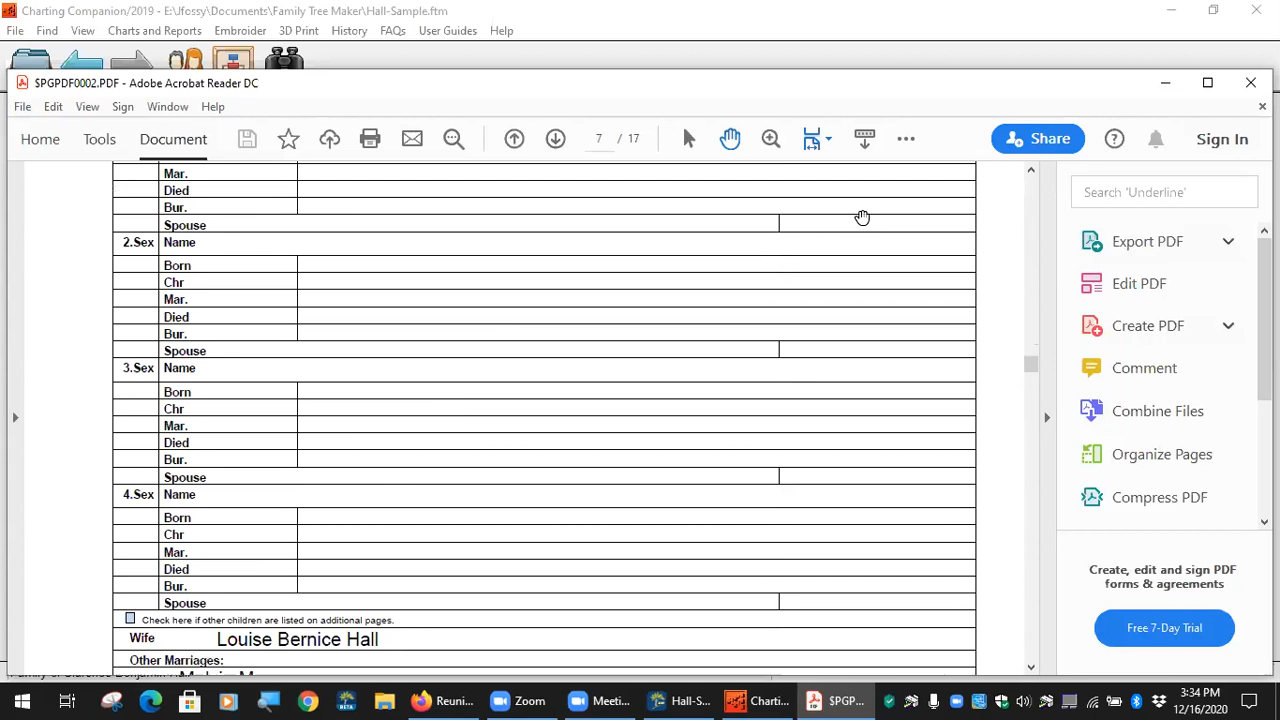 Charting Companion/2019 - E:\Jfossy\Documents\Family Tree Maker\Hall-Sample.ftm
File Find View Charts and Reports Embroider 3D Print History FAQs User Guides Help
$PGPDF0002.PDF - Adobe Acrobat Reader DC
File Edit View Sign Window Help
Home Tools Document 7 / 17 Share Sign In
Mar.
Died
Bur.
Spouse
2.Sex Name
Born
Chr
Mar.
Died
Bur.
Spouse
3.Sex Name
Born
Chr
Mar.
Died
Bur.
Spouse
4.Sex Name
Born
Chr
Mar.
Died
Bur.
Spouse
Check here if other children are listed on additional pages.
Wife Louise Bernice Hall
Other Marriages:
Search 'Underline'
Export PDF
Edit PDF
Create PDF
Comment
Combine Files
Organize Pages
Compress PDF
Create, edit and sign PDF
forms & agreements
Free 7-Day Trial
BETA
Reuni...
Zoom
Meeti...
Hall-S...
Charti...
$PGP...
3:34 PM
12/16/2020